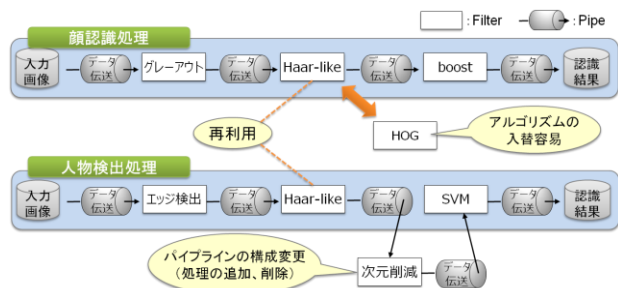 □ : Filter
: Pipe
顔認識処理
入力
画像
データ
伝送
グレーアウト
データ
伝送
Haar-like
データ
伝送
boost
データ
伝送
認識
結果
再利用
HOG
アルゴリズムの
入替容易
人物検出処理
入力
画像
データ
伝送
エッジ検出
データ
伝送
Haar-like
データ
伝送
SVM
データ
伝送
認識
結果
パイプラインの構成変更
(処理の追加、削除)
次元削減
データ
伝送